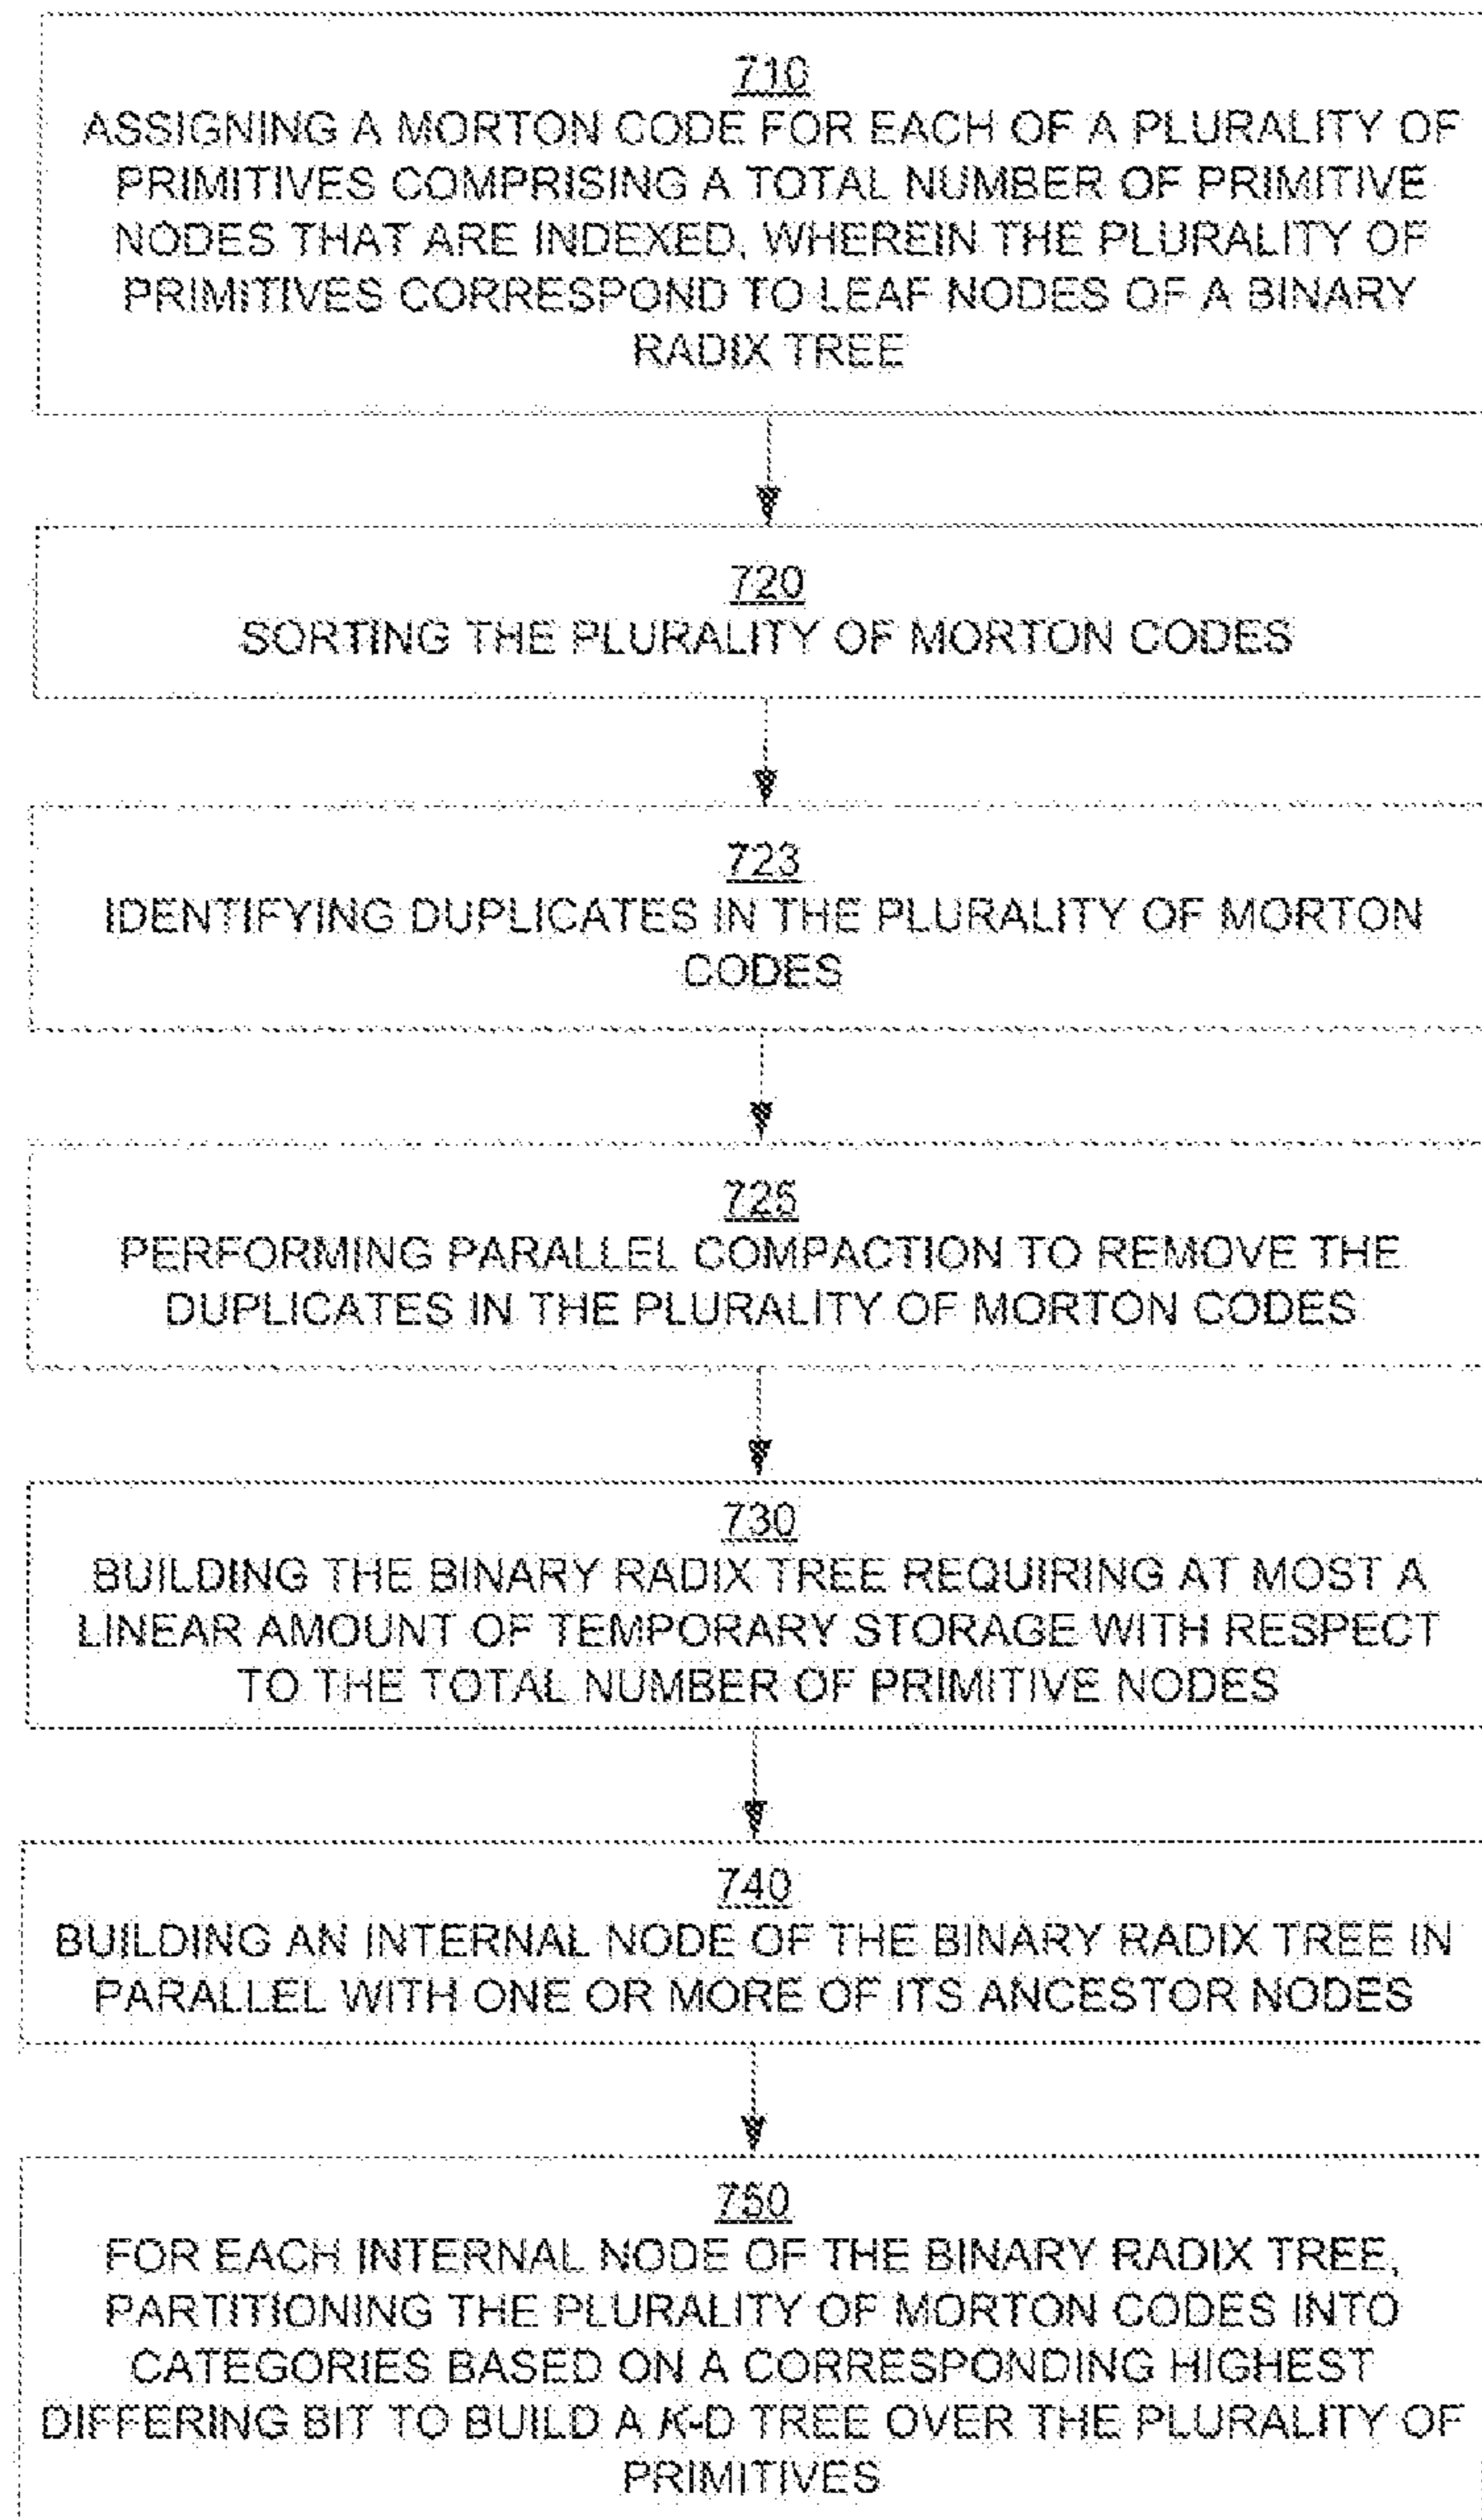 710
ASSIGNING A MORTON CODE FOR EACH OF A PLURALITY OF
PRIMITIVES COMPRISING A TOTAL NUMBER OF PRIMITIVE
NODES THAT ARE INDEXED, WHEREIN THE PLURALITY OF
PRIMITIVES CORRESPOND TO LEAF NODES OF A BINARY
RADIX TREE
720
SORTING THE PLURALITY OF MORTON CODES
723
IDENTIFYING DUPLICATES IN THE PLURALITY OF MORTON
CODES
725
PERFORMING PARALLEL COMPACTION TO REMOVE THE
DUPLICATES IN THE PLURALITY OF MORTON CODES
730
BUILDING THE BINARY RADIX TREE REQUIRING AT MOST A
LINEAR AMOUNT OF TEMPORARY STORAGE WITH RESPECT
TO THE TOTAL NUMBER OF PRIMITIVE NODES
740
BUILDING AN INTERNAL NODE OF THE BINARY RADIX TREE IN
PARALLEL WITH ONE OR MORE OF ITS ANCESTOR NODES
750
FOR EACH INTERNAL NODE OF THE BINARY RADIX TREE,
PARTITIONING THE PLURALITY OF MORTON CODES INTO
CATEGORIES BASED ON A CORRESPONDING HIGHEST
DIFFERING BIT TO BUILD A K-D TREE OVER THE PLURALITY OF
PRIMITIVES